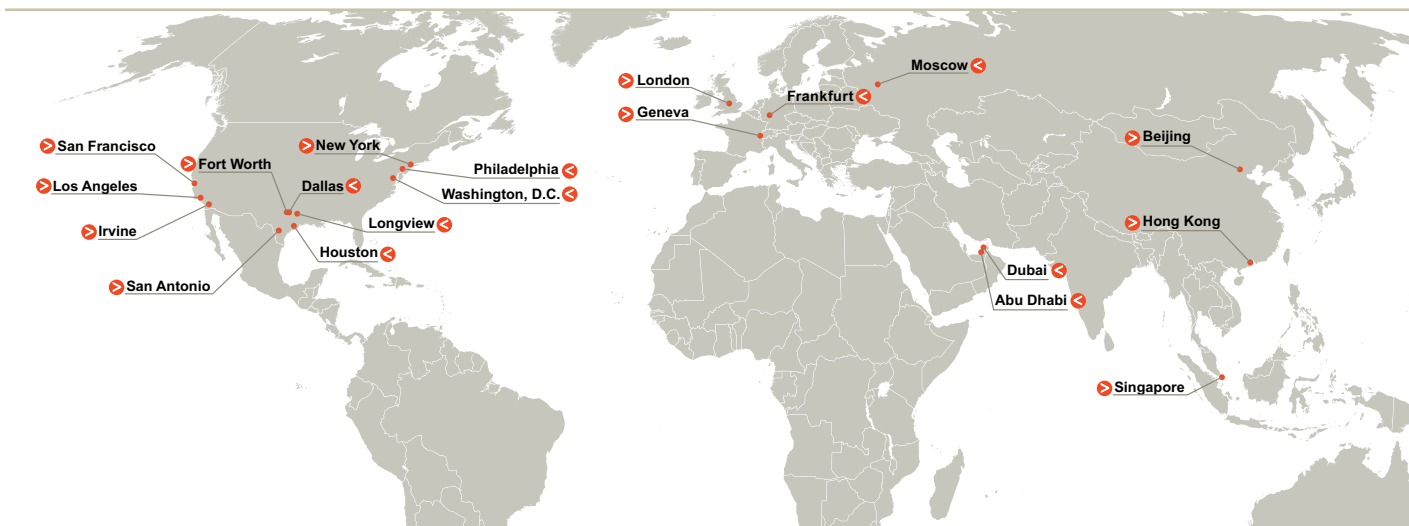 San Francisco
Los Angeles
Irvine
San Antonio
Fort Worth
Dallas
New York
Philadelphia
Washington, D.C.
Longview
Houston
London
Geneva
Frankfurt
Moscow
Dubai
Abu Dhabi
Beijing
Hong Kong
Singapore